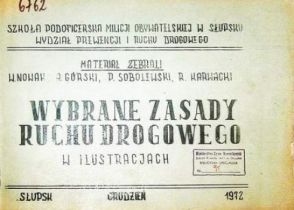 6762
SZKOŁA PODOFICERSKA MILICJI OBYWATELSKIEJ W SŁUPSKU
WYDZIAŁ PREWENCJI I RUCHU DROGOWEGO
MATERIAŁ ZEBRALI
W. NOWAK J. GÓRSKI, P. SOBOLEWSKI, R. KARWACKI
WYBRANE ZASADY
RUCHU DROGOWEGO
W ILUSTRACJACH
SŁUPSK GRUDZIEŃ 1972